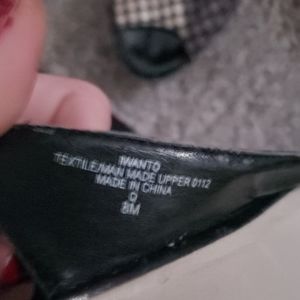 IWANTO
TEXTILE/MAN MADE UPPER 0112
MADE IN CHINA
O
8M